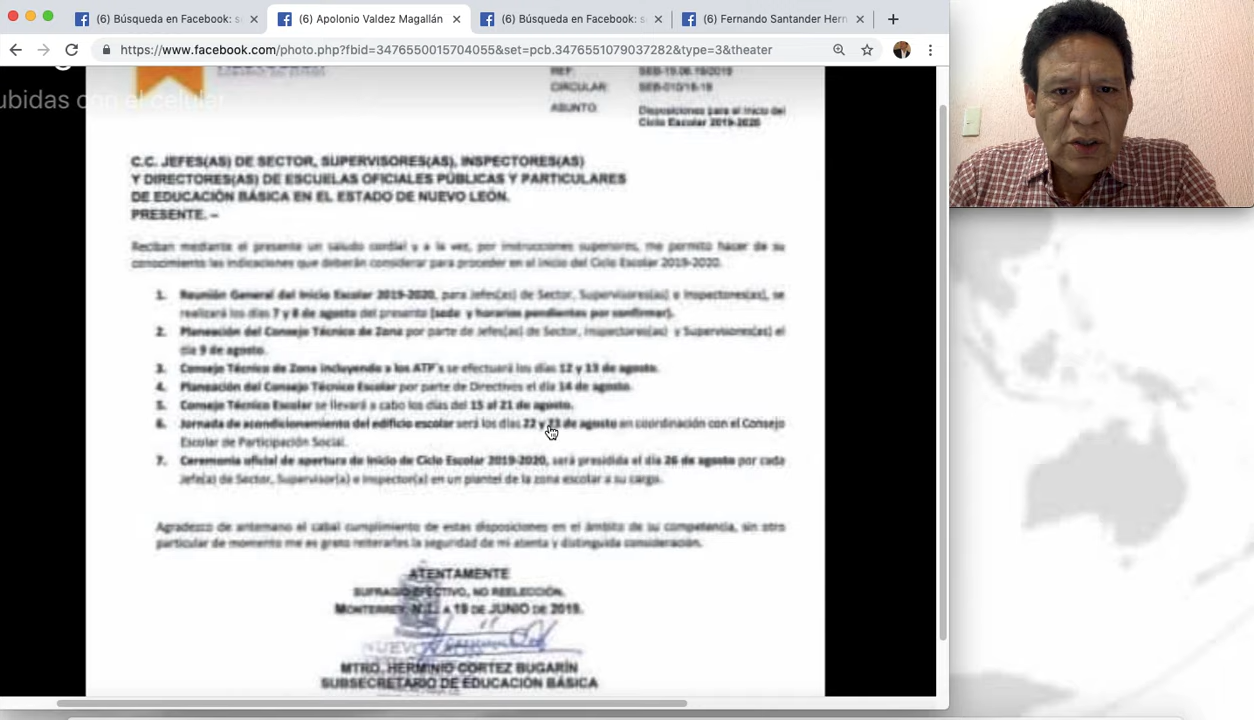 (6) Búsqueda en Facebook: s
(6) Apolonio Valdez Magallán
(6) Búsqueda en Facebook: s
(6) Fernando Santander Hern
https://www.facebook.com/photo.php?fbid=3476550015704055&set=pcb.3476551079037282&type=3&theater
ubidas con el celular
REF: SEB-19.06.19/2019
CIRCULAR: SEB-010/18-19
ASUNTO: Disposiciones para el Inicio del
Ciclo Escolar 2019-2020
C.C. JEFES(AS) DE SECTOR, SUPERVISORES(AS), INSPECTORES(AS)
Y DIRECTORES(AS) DE ESCUELAS OFICIALES PÚBLICAS Y PARTICULARES
DE EDUCACIÓN BÁSICA EN EL ESTADO DE NUEVO LEÓN.
PRESENTE. –
Reciban mediante el presente un saludo cordial y a la vez, por instrucciones superiores, me permito hacer de su
conocimiento las indicaciones que deberán considerar para proceder en el inicio del Ciclo Escolar 2019-2020.
1. Reunión General del Inicio Escolar 2019-2020, para Jefes(as) de Sector, Supervisores(as) e Inspectores(as), se
realizará los días 7 y 8 de agosto del presente (sede y horarios pendientes por confirmar).
2. Planeación del Consejo Técnico de Zona por parte de Jefes(as) de Sector, Inspectores(as) y Supervisores(as) el
día 9 de agosto.
3. Consejo Técnico de Zona incluyendo a los ATP's se efectuará los días 12 y 13 de agosto.
4. Planeación del Consejo Técnico Escolar por parte de Directivos el día 14 de agosto.
5. Consejo Técnico Escolar se llevará a cabo los días del 15 al 21 de agosto.
6. Jornada de acondicionamiento del edificio escolar será los días 22 y 23 de agosto en coordinación con el Consejo
Escolar de Participación Social.
7. Ceremonia oficial de apertura de Inicio de Ciclo Escolar 2019-2020, será presidida el día 26 de agosto por cada
Jefe(a) de Sector, Supervisor(a) e Inspector(a) en un plantel de la zona escolar a su cargo.
Agradezco de antemano el cabal cumplimiento de estas disposiciones en el ámbito de su competencia, sin otro
particular de momento me es grato reiterarles la seguridad de mi atenta y distinguida consideración.
ATENTAMENTE
SUFRAGIO EFECTIVO, NO REELECCIÓN.
MONTERREY, N.L. A 19 DE JUNIO DE 2019.
NUEVO
MTRO. HERMINIO CORTEZ BUGARÍN
SUBSECRETARIO DE EDUCACIÓN BÁSICA